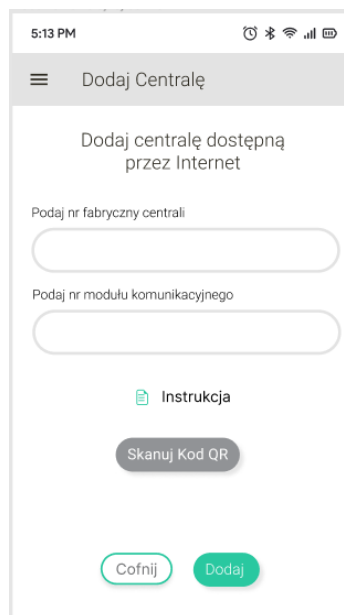 5:13 PM
Dodaj Centralę
Dodaj centralę dostępną
przez Internet
Podaj nr fabryczny centrali
Podaj nr modułu komunikacyjnego
Instrukcja
Skanuj Kod QR
Cofnij
Dodaj